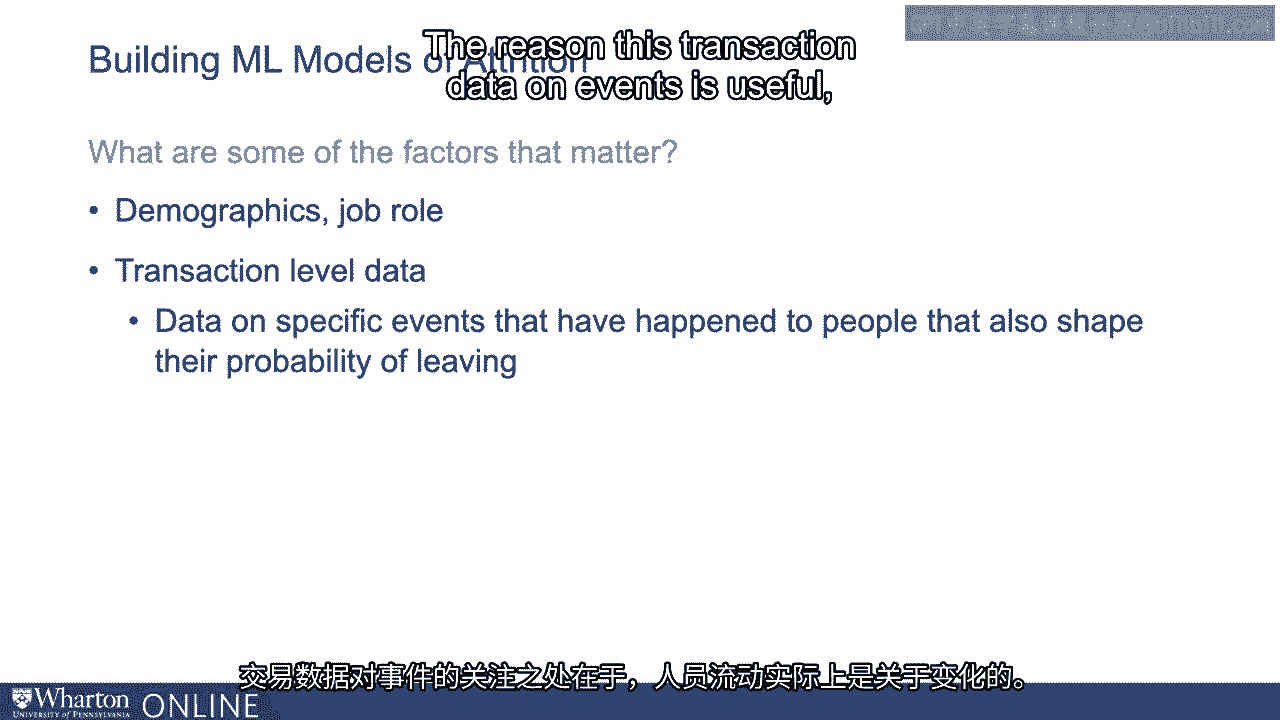 Building ML Models of Attrition
The reason this transaction
data on events is useful,
What are some of the factors that matter?
• Demographics, job role
• Transaction level data
• Data on specific events that have happened to people that also shape
their probability of leaving
交易数据对事件的关注之处在于，人员流动实际上是关于变化的。
Wharton
UNIVERSITY of PENNSYLVANIA
ONLINE